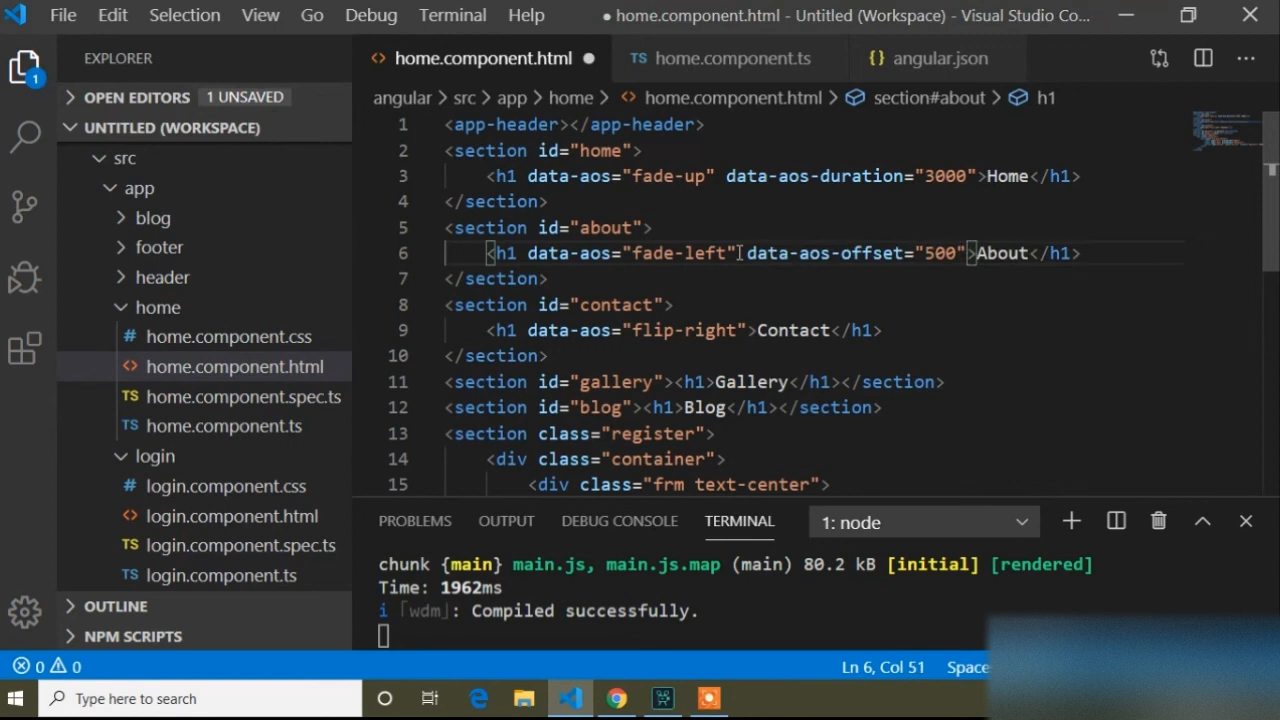 File Edit Selection View Go Debug Terminal Help ● home.component.html - Untitled (Workspace) - Visual Studio Co...
EXPLORER
OPEN EDITORS 1 UNSAVED
UNTITLED (WORKSPACE)
src
app
blog
footer
header
home
# home.component.css
<> home.component.html
TS home.component.spec.ts
TS home.component.ts
login
# login.component.css
<> login.component.html
TS login.component.spec.ts
TS login.component.ts
OUTLINE
NPM SCRIPTS
1
<> home.component.html ● TS home.component.ts {} angular.json
angular > src > app > home > <> home.component.html > section#about > h1
1 <app-header></app-header>
2 <section id="home">
3 <h1 data-aos="fade-up" data-aos-duration="3000">Home</h1>
4 </section>
5 <section id="about">
6 <h1 data-aos="fade-left" data-aos-offset="500">About</h1>
7 </section>
8 <section id="contact">
9 <h1 data-aos="flip-right">Contact</h1>
10 </section>
11 <section id="gallery"><h1>Gallery</h1></section>
12 <section id="blog"><h1>Blog</h1></section>
13 <section class="register">
14 <div class="container">
15 <div class="frm text-center">
PROBLEMS OUTPUT DEBUG CONSOLE TERMINAL 1: node
chunk {main} main.js, main.js.map (main) 80.2 kB [initial] [rendered]
Time: 1962ms
i ｢wdm｣: Compiled successfully.
0 0 Ln 6, Col 51
Type here to search